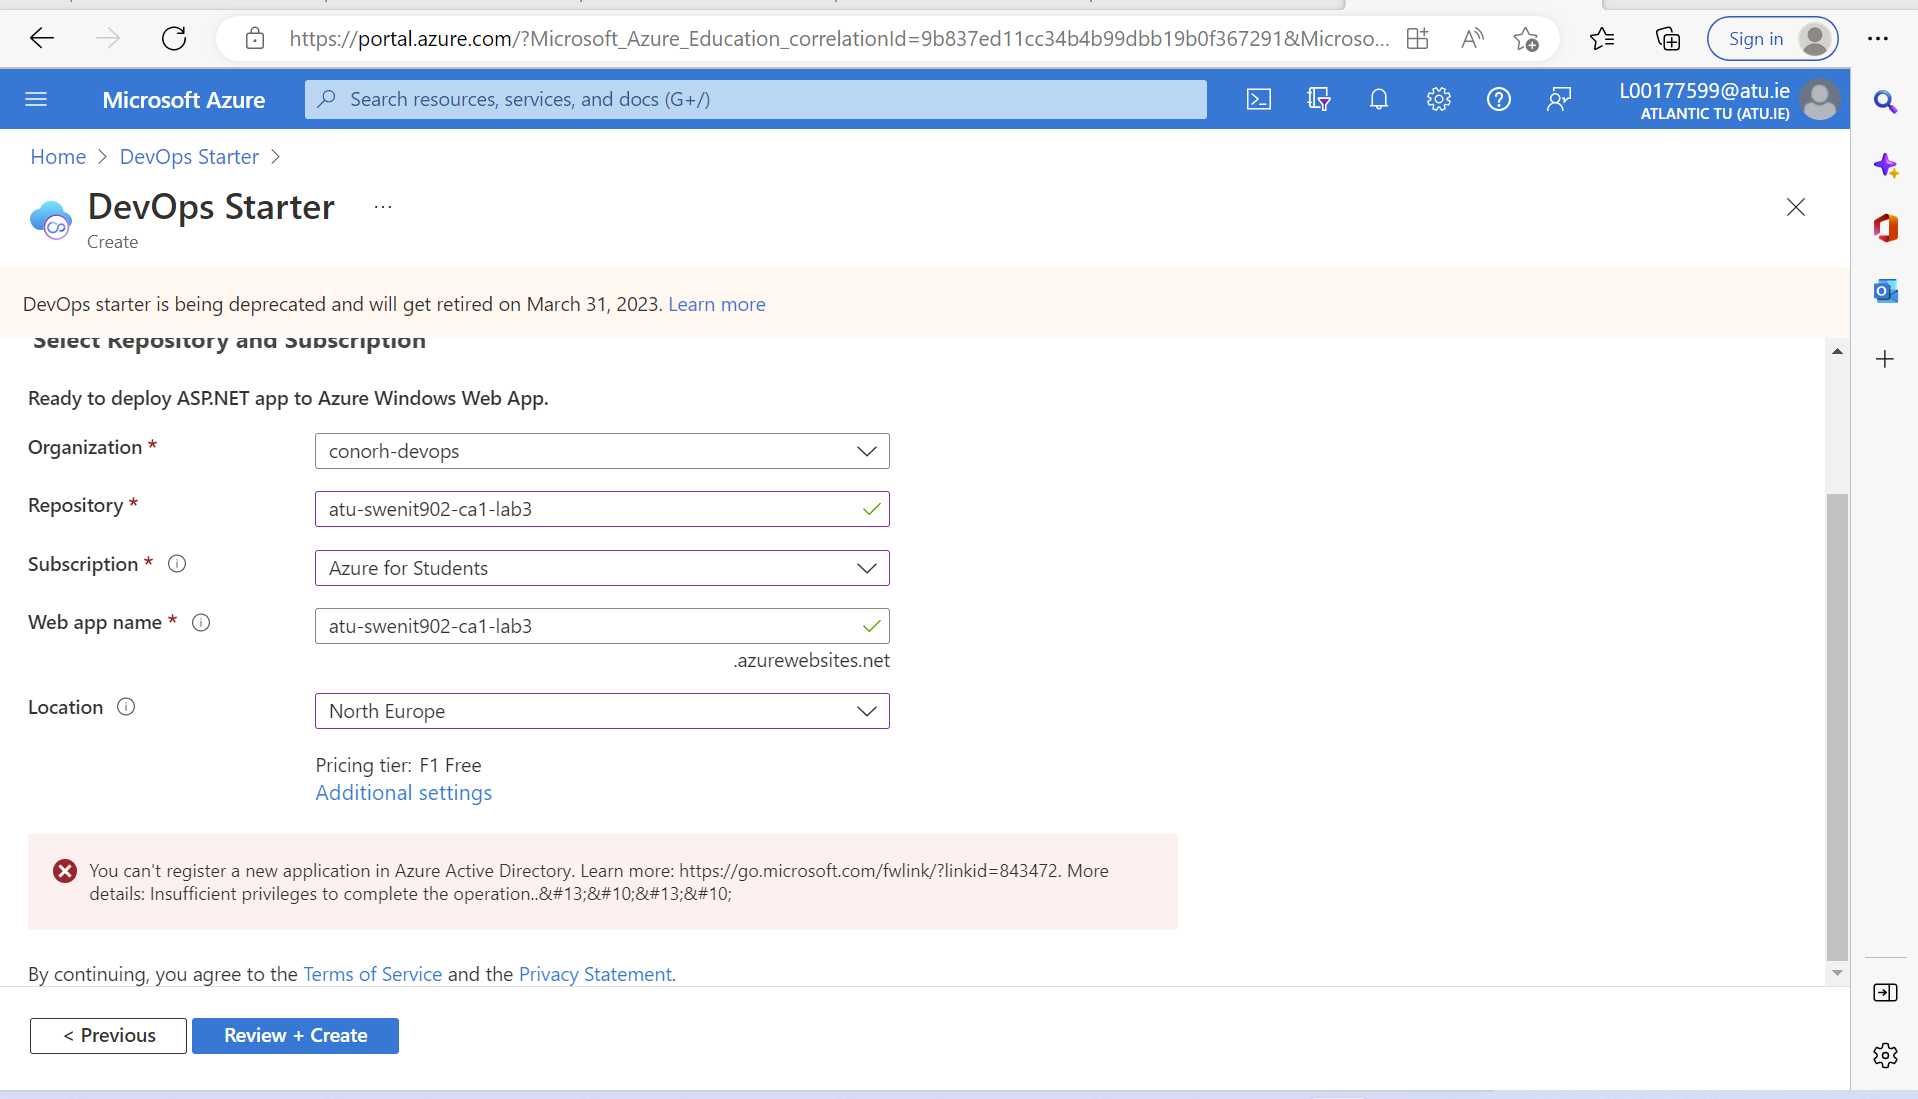 https://portal.azure.com/?Microsoft_Azure_Education_correlationId=9b837ed11cc34b4b99dbb19b0f367291&Microso...
Sign in
Microsoft Azure
Search resources, services, and docs (G+/)
L00177599@atu.ie
ATLANTIC TU (ATU.IE)
Home > DevOps Starter >
DevOps Starter ...
Create
DevOps starter is being deprecated and will get retired on March 31, 2023. Learn more
Select Repository and Subscription
Ready to deploy ASP.NET app to Azure Windows Web App.
Organization *
conorh-devops
Repository *
atu-swenit902-ca1-lab3
Subscription *
Azure for Students
Web app name *
atu-swenit902-ca1-lab3
.azurewebsites.net
Location
North Europe
Pricing tier: F1 Free
Additional settings
You can't register a new application in Azure Active Directory. Learn more: https://go.microsoft.com/fwlink/?linkid=843472. More
details: Insufficient privileges to complete the operation..&#13;&#10;&#13;&#10;
By continuing, you agree to the Terms of Service and the Privacy Statement.
< Previous
Review + Create